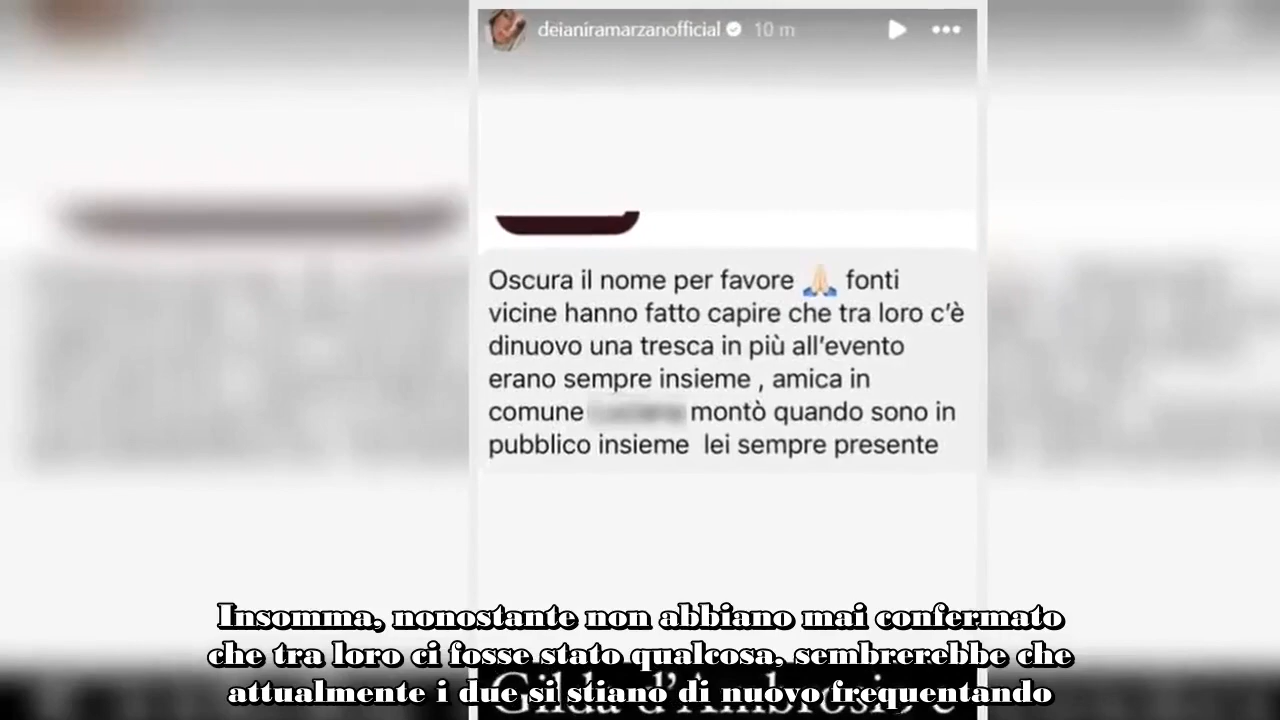 deianiramarzanofficial 10 m
Oscura il nome per favore 🙏🏻 fonti
vicine hanno fatto capire che tra loro c’è
dinuovo una tresca in più all’evento
erano sempre insieme , amica in
comune montò quando sono in
pubblico insieme lei sempre presente
Insomma, nonostante non abbiano mai confermato
che tra loro ci fosse stato qualcosa, sembrerebbe che
attualmente i due si stiano di nuovo frequentando
Gilda d’Ambrosio e